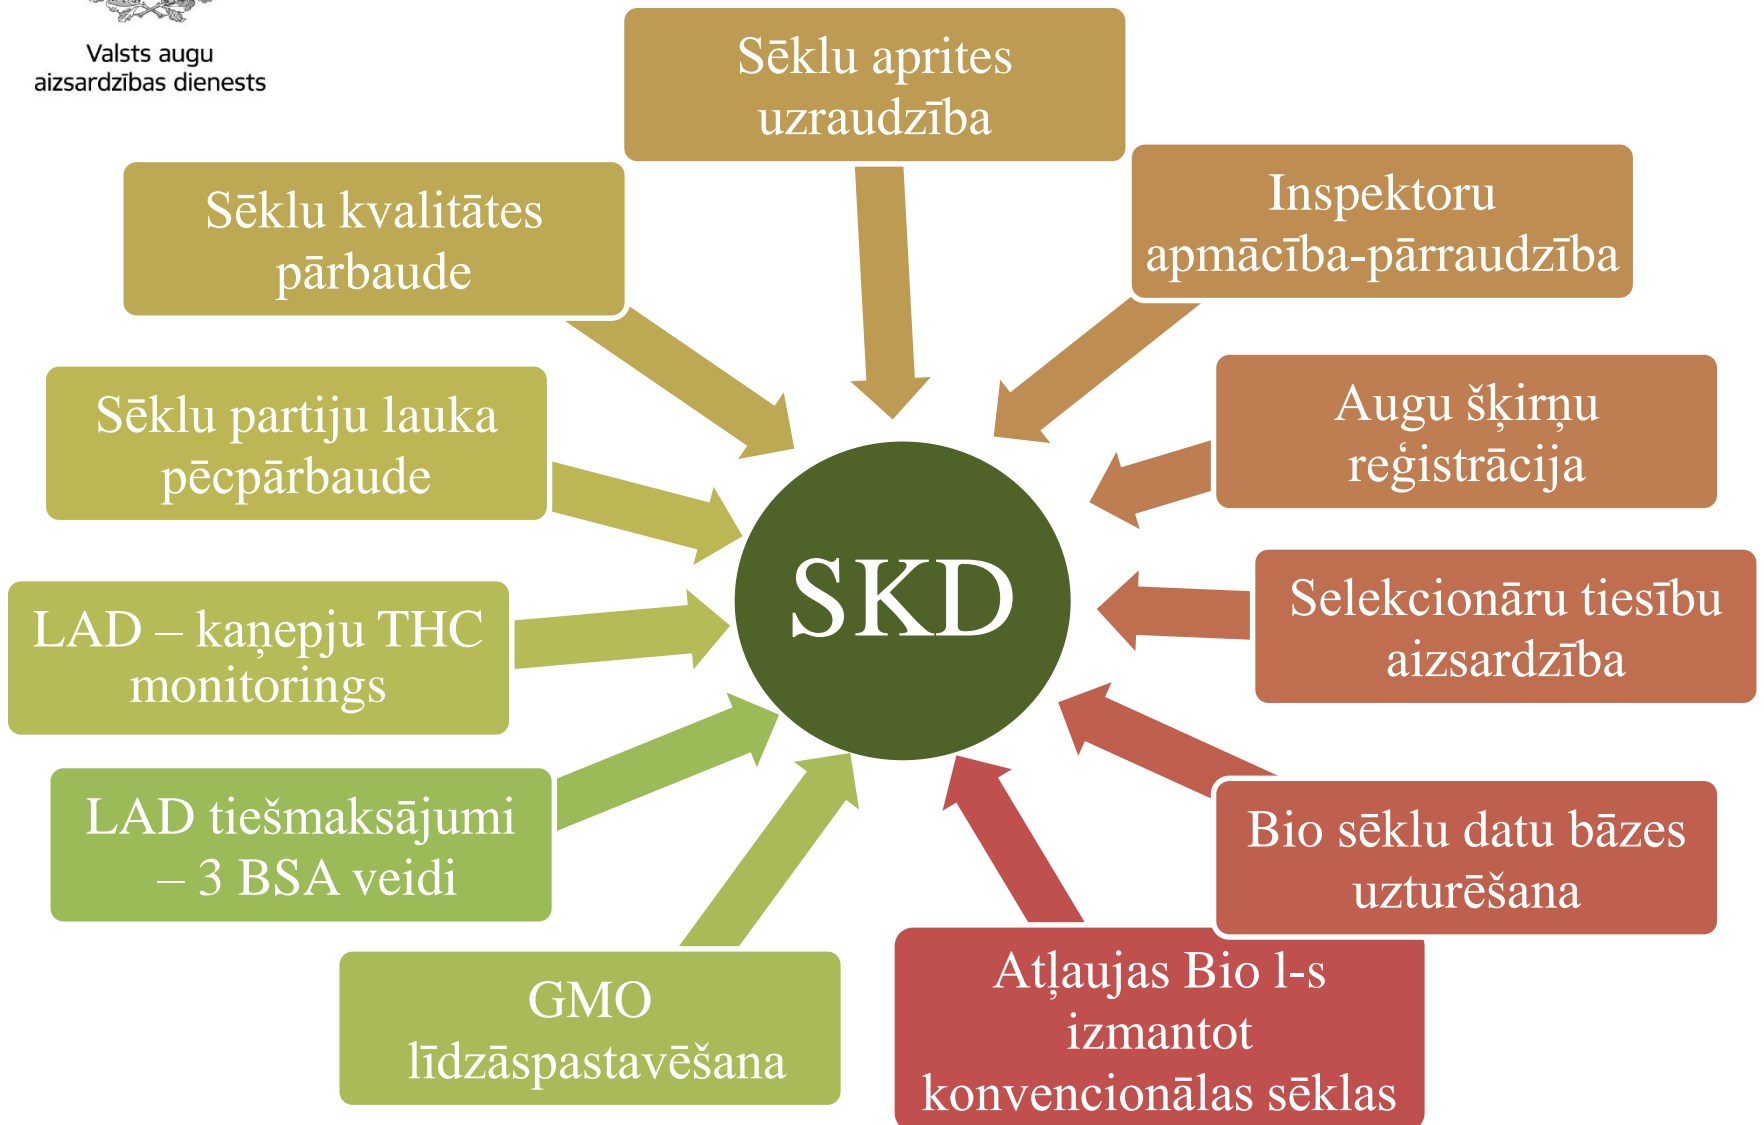 Valsts augu
aizsardzības dienests
Sēklu aprites
uzraudzība
Inspektoru
apmācība-pārraudzība
Augu šķirņu
reģistrācija
Selekcionāru tiesību
aizsardzība
Bio sēklu datu bāzes
uzturēšana
Atļaujas Bio l-s
izmantot
konvencionālas sēklas
GMO
līdzāspastavēšana
LAD tiešmaksājumi
– 3 BSA veidi
LAD – kaņepju THC
monitorings
Sēklu partiju lauka
pēcpārbaude
Sēklu kvalitātes
pārbaude
SKD